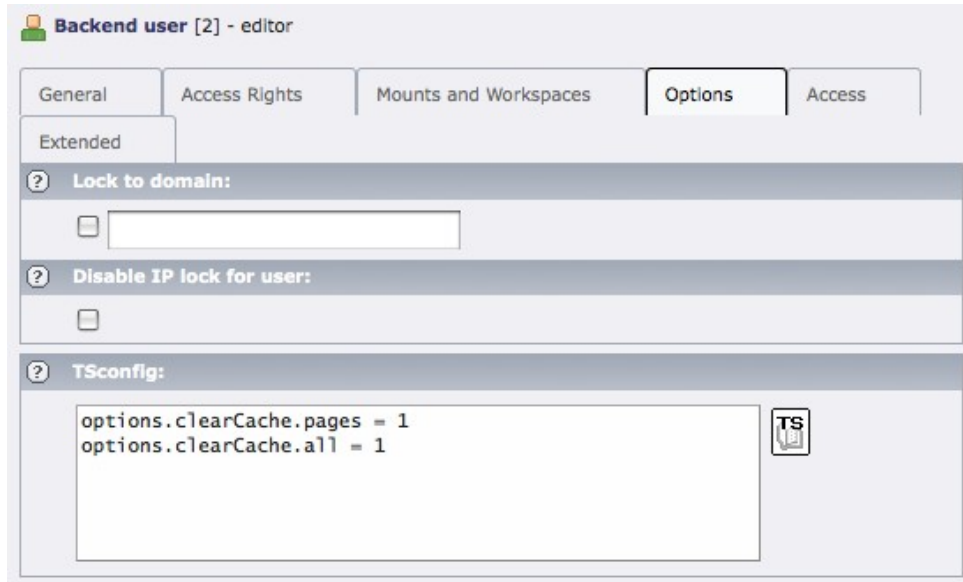 Backend user [2] - editor
General
Access Rights
Mounts and Workspaces
Options
Access
Extended
? Lock to domain:
? Disable IP lock for user:
? TSconfig:
options.clearCache.pages = 1
options.clearCache.all = 1
TS